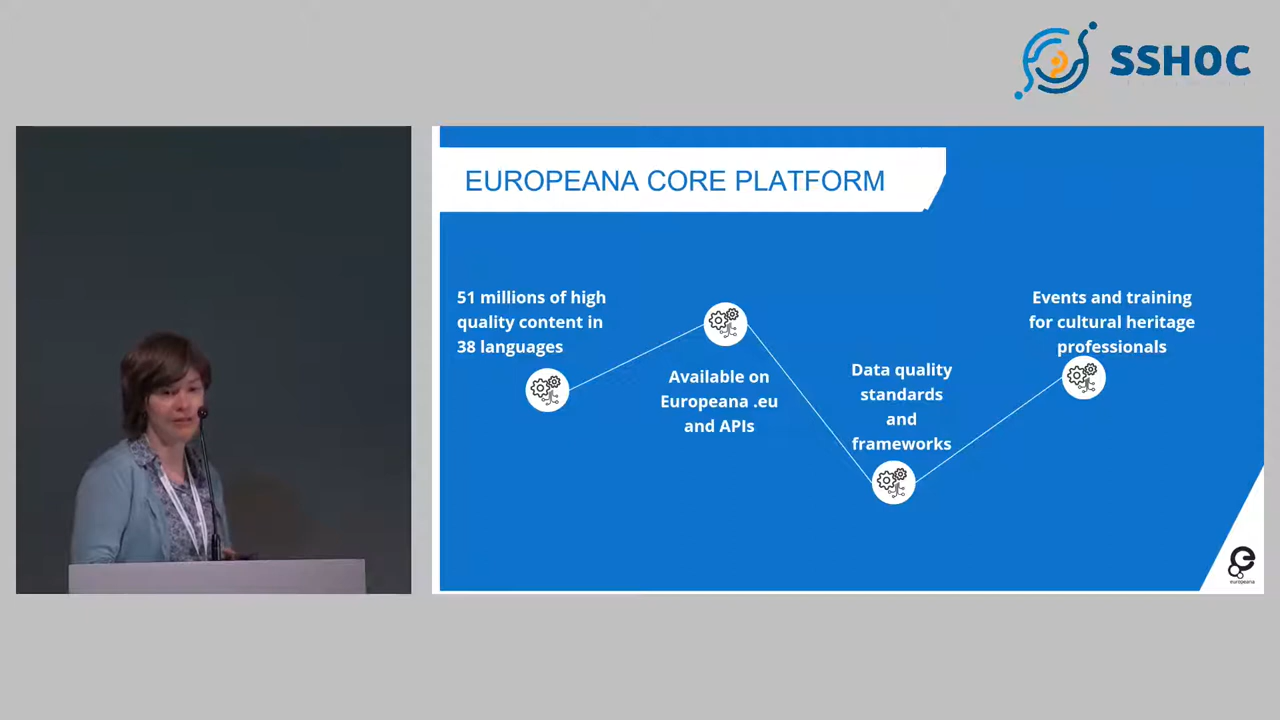 SSHOC
EUROPEANA CORE PLATFORM
51 millions of high
quality content in
38 languages
Available on
Europeana .eu
and APIs
Data quality
standards
and
frameworks
Events and training
for cultural heritage
professionals
europeana